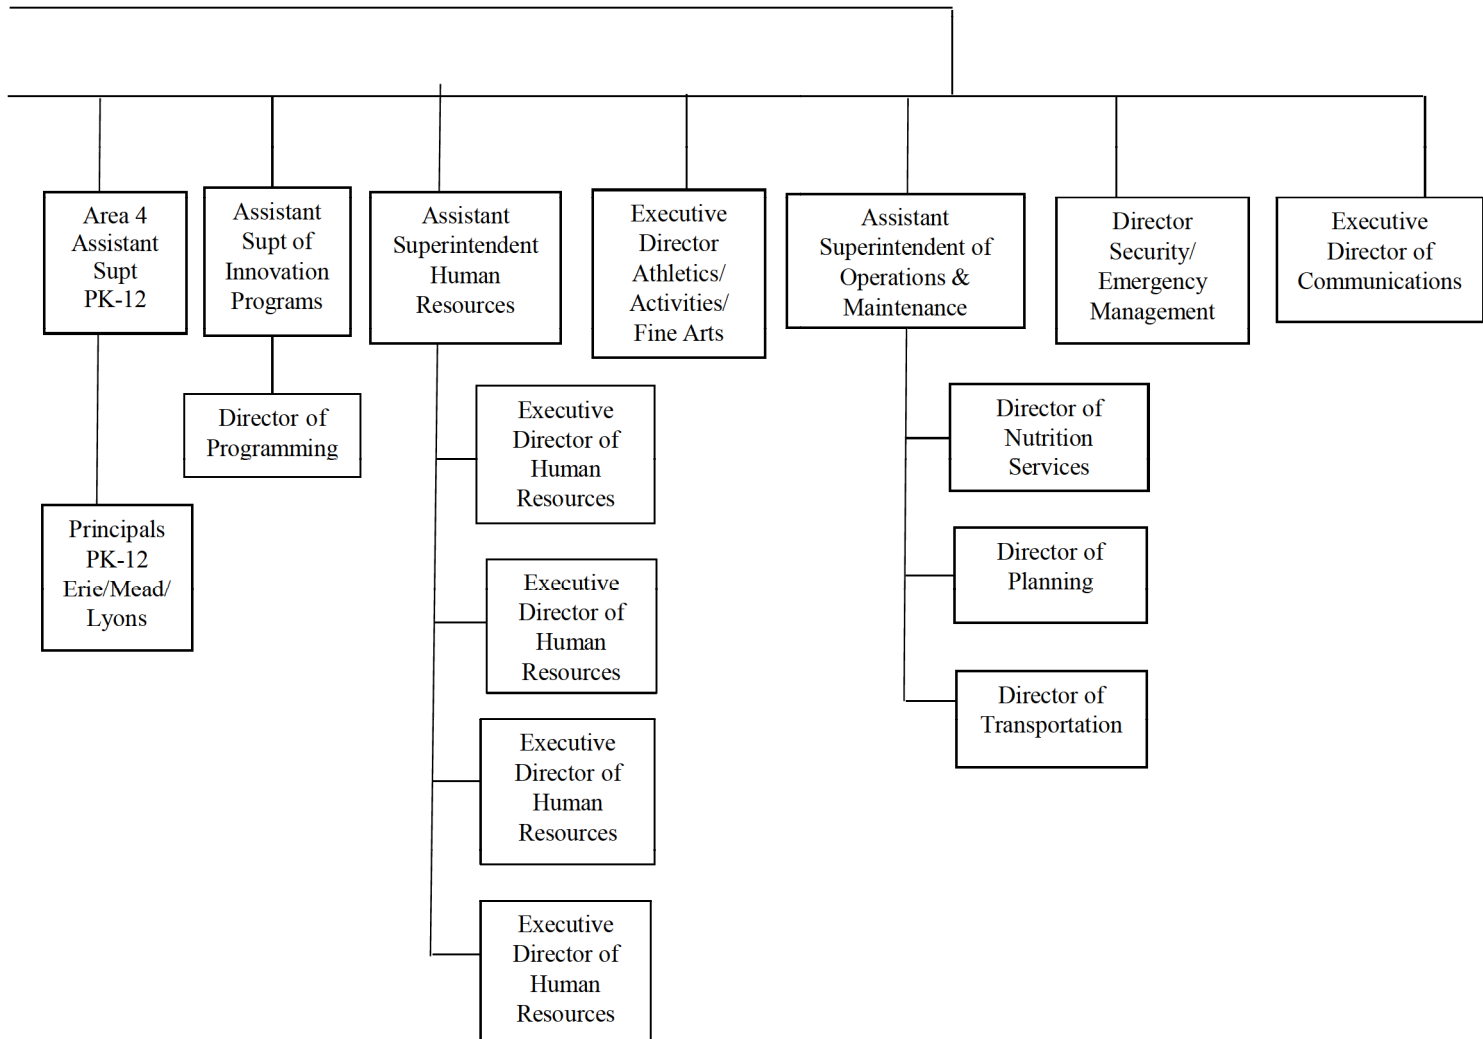 Area 4
Assistant
Supt
PK-12
Assistant
Supt of
Innovation
Programs
Assistant
Superintendent
Human
Resources
Executive
Director
Athletics/
Activities/
Fine Arts
Assistant
Superintendent of
Operations &
Maintenance
Director
Security/
Emergency
Management
Executive
Director of
Communications
Director of
Programming
Principals
PK-12
Erie/Mead/
Lyons
Executive
Director of
Human
Resources
Executive
Director of
Human
Resources
Executive
Director of
Human
Resources
Executive
Director of
Human
Resources
Director of
Nutrition
Services
Director of
Planning
Director of
Transportation